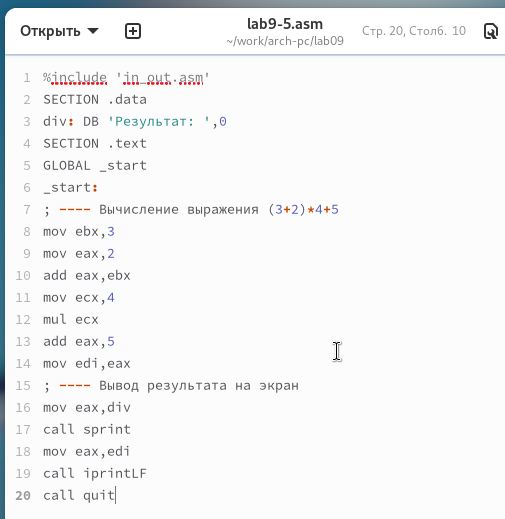 Открыть
lab9-5.asm
~/work/arch-pc/lab09
Стр. 20, Столб. 10
1 %include 'in_out.asm'
2 SECTION .data
3 div: DB 'Результат: ',0
4 SECTION .text
5 GLOBAL _start
6 _start:
7 ; ---- Вычисление выражения (3+2)*4+5
8 mov ebx,3
9 mov eax,2
10 add eax,ebx
11 mov ecx,4
12 mul ecx
13 add eax,5
14 mov edi,eax
15 ; ---- Вывод результата на экран
16 mov eax,div
17 call sprint
18 mov eax,edi
19 call iprintLF
20 call quit